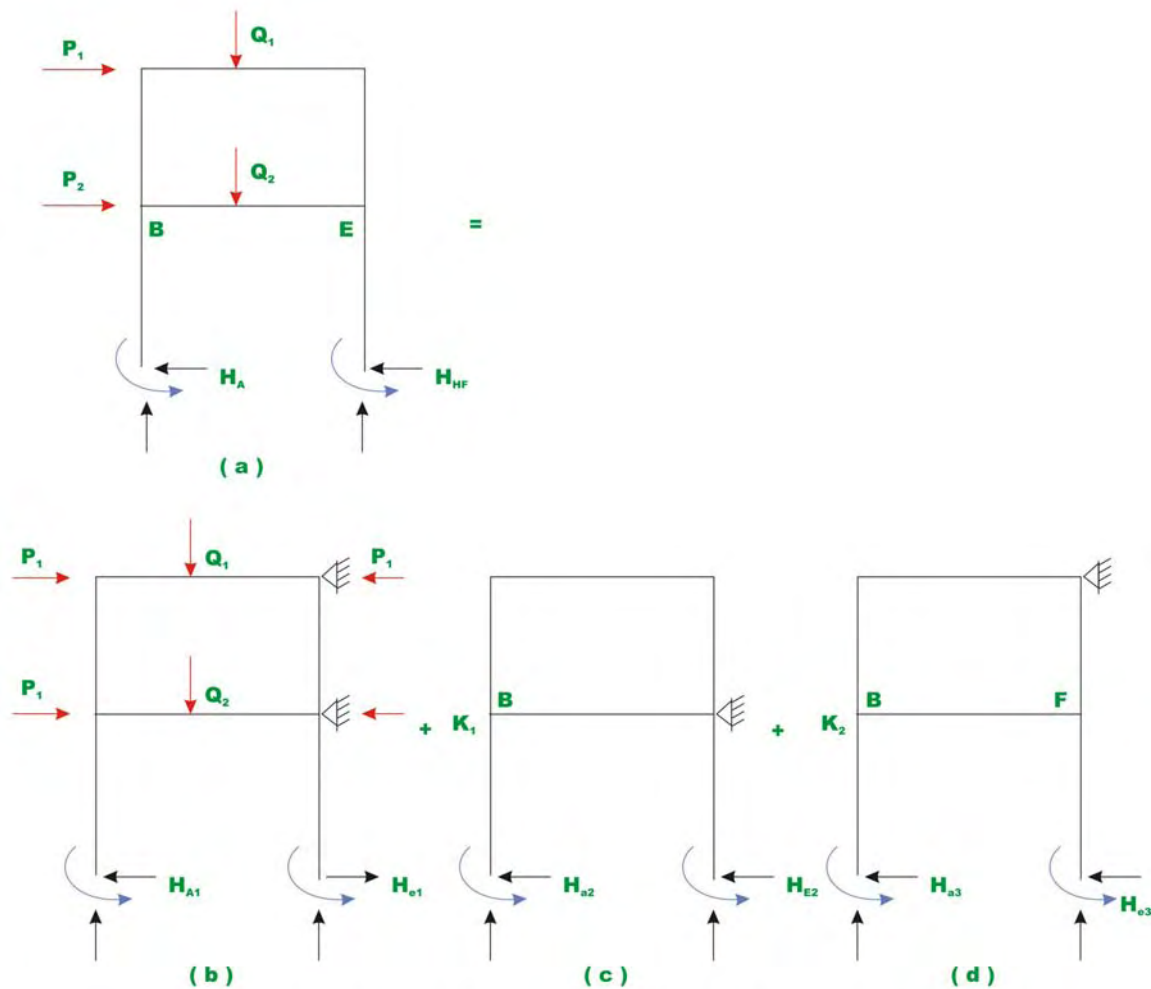 Q1
P1
P2
Q2
B E =
HA HHF
( a )
P1 Q1 P1
P1 Q2
+ K1 B + K2 B F
HA1 He1 Ha2 HE2 Ha3 He3
( b ) ( c ) ( d )